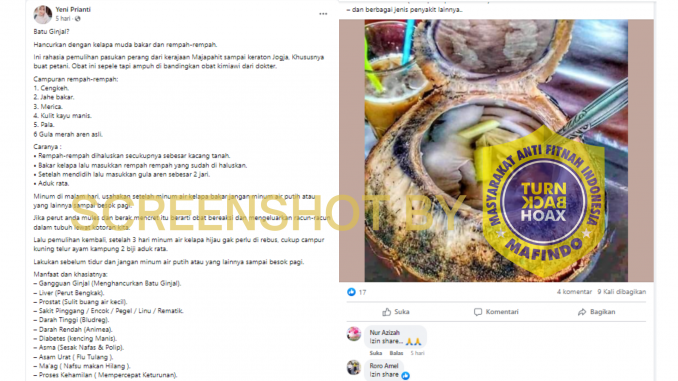 Yeni Prianti
5 hari
Batu Ginjal?
Hancurkan dengan kelapa muda bakar dan rempah-rempah.
Ini rahasia pemulihan pasukan perang dari kerajaan Majapahit sampai keraton Jogja, Khususnya
buat petani. Obat ini sepele tapi ampuh di bandingkan obat kimiawi dari dokter.
Campuran rempah-rempah:
1. Cengkeh.
2. Jahe bakar.
3. Merica.
4. Kulit kayu manis.
5. Pala.
6 Gula merah aren asli.
Caranya :
• Rempah-rempah dihaluskan secukupnya sebesar kacang tanah.
• Bakar kelapa lalu masukkan rempah rempah yang sudah di haluskan.
• Setelah mendidih lalu masukkan gula aren sebesar 2 jari.
• Aduk rata.
Minum di malam hari, usahakan setelah minum air kelapa bakar jangan minum air putih atau
yang lainnya sampai besok pagi.
Jika perut anda mules dan berak mencret itu berarti obat bereaksi dan mengeluarkan racun-racun
dalam tubuh lewat kotoran kita.
Lalu pemulihan kembali, setelah 3 hari minum air kelapa hijau gak perlu di rebus, cukup campur
kuning telur ayam kampung 2 biji aduk rata.
Lakukan sebelum tidur dan jangan minum air putih atau yang lainnya sampai besok pagi.
Manfaat dan khasiatnya:
– Gangguan Ginjal (Menghancurkan Batu Ginjal).
– Liver (Perut Bengkak).
– Prostat (Sulit buang air kecil).
– Sakit Pinggang / Encok / Pegel / Linu / Rematik.
– Darah Tinggi (Bludreg).
– Darah Rendah (Animea).
– Diabetes (kencing Manis).
– Asma (Sesak Nafas & Polip).
– Asam Urat ( Flu Tulang ).
– Ma'ag ( Nafsu makan Hilang ).
– Proses Kehamilan ( Mempercepat Keturunan).
– dan berbagai jenis penyakit lainnya..
SCREENSHOT BY
MASYARAKAT ANTI FITNAH INDONESIA
TURN
BACK
HOAX
MAFINDO
17
4 komentar 9 Kali dibagikan
Suka Komentari Bagikan
Nur Azizah
Izin share... 🙏🙏
Suka Balas 5 hari
Roro Amel
Izin share